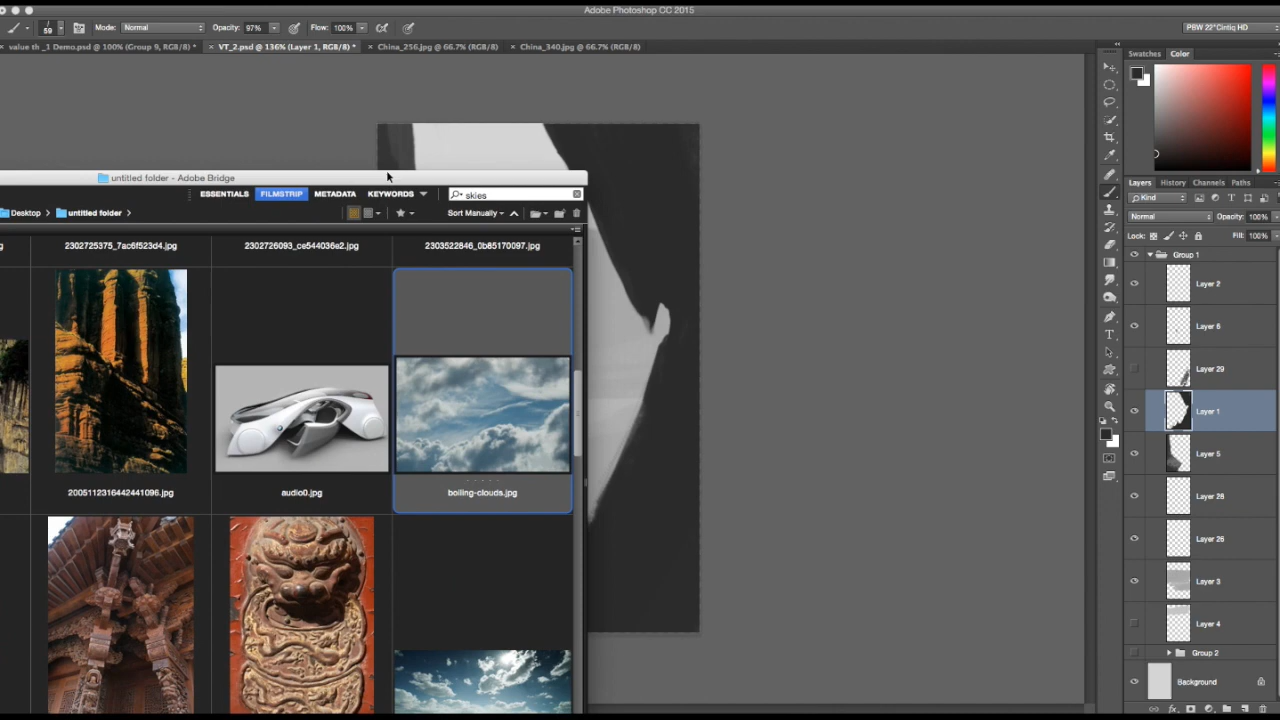 Adobe Photoshop CC 2015
59 Mode: Normal Opacity: 97% Flow: 100% PBW 22"Cintiq HD
× value th _1 Demo.psd @ 100% (Group 9, RGB/8) * × VT_2.psd @ 136% (Layer 1, RGB/8) * × China_256.jpg @ 66.7% (RGB/8) × China_340.jpg @ 66.7% (RGB/8)
Swatches Color
untitled folder - Adobe Bridge
ESSENTIALS FILMSTRIP METADATA KEYWORDS skies
Desktop untitled folder Sort Manually
g 2302725375_7ac6f523d4.jpg 2302726093_ce544036e2.jpg 2303522846_0b85170097.jpg
2005112316442441096.jpg audio0.jpg boiling-clouds.jpg
Layers History Channels Paths
Kind
Normal Opacity: 100%
Lock: Fill: 100%
Group 1
Layer 2
Layer 6
Layer 29
Layer 1
Layer 5
Layer 28
Layer 26
Layer 3
Layer 4
Group 2
Background